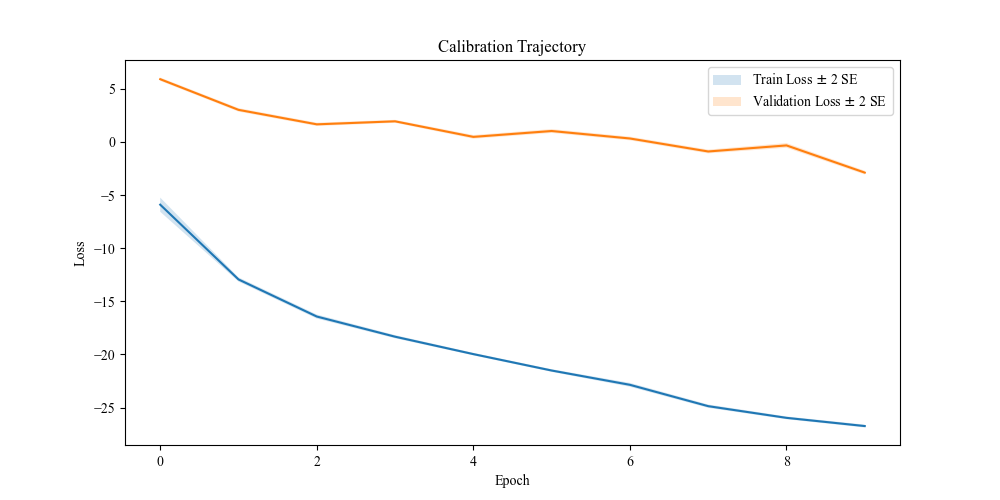 Calibration Trajectory
Train Loss ± 2 SE
Validation Loss ± 2 SE
Loss
5
0
−5
−10
−15
−20
−25
0 2 4 6 8
Epoch